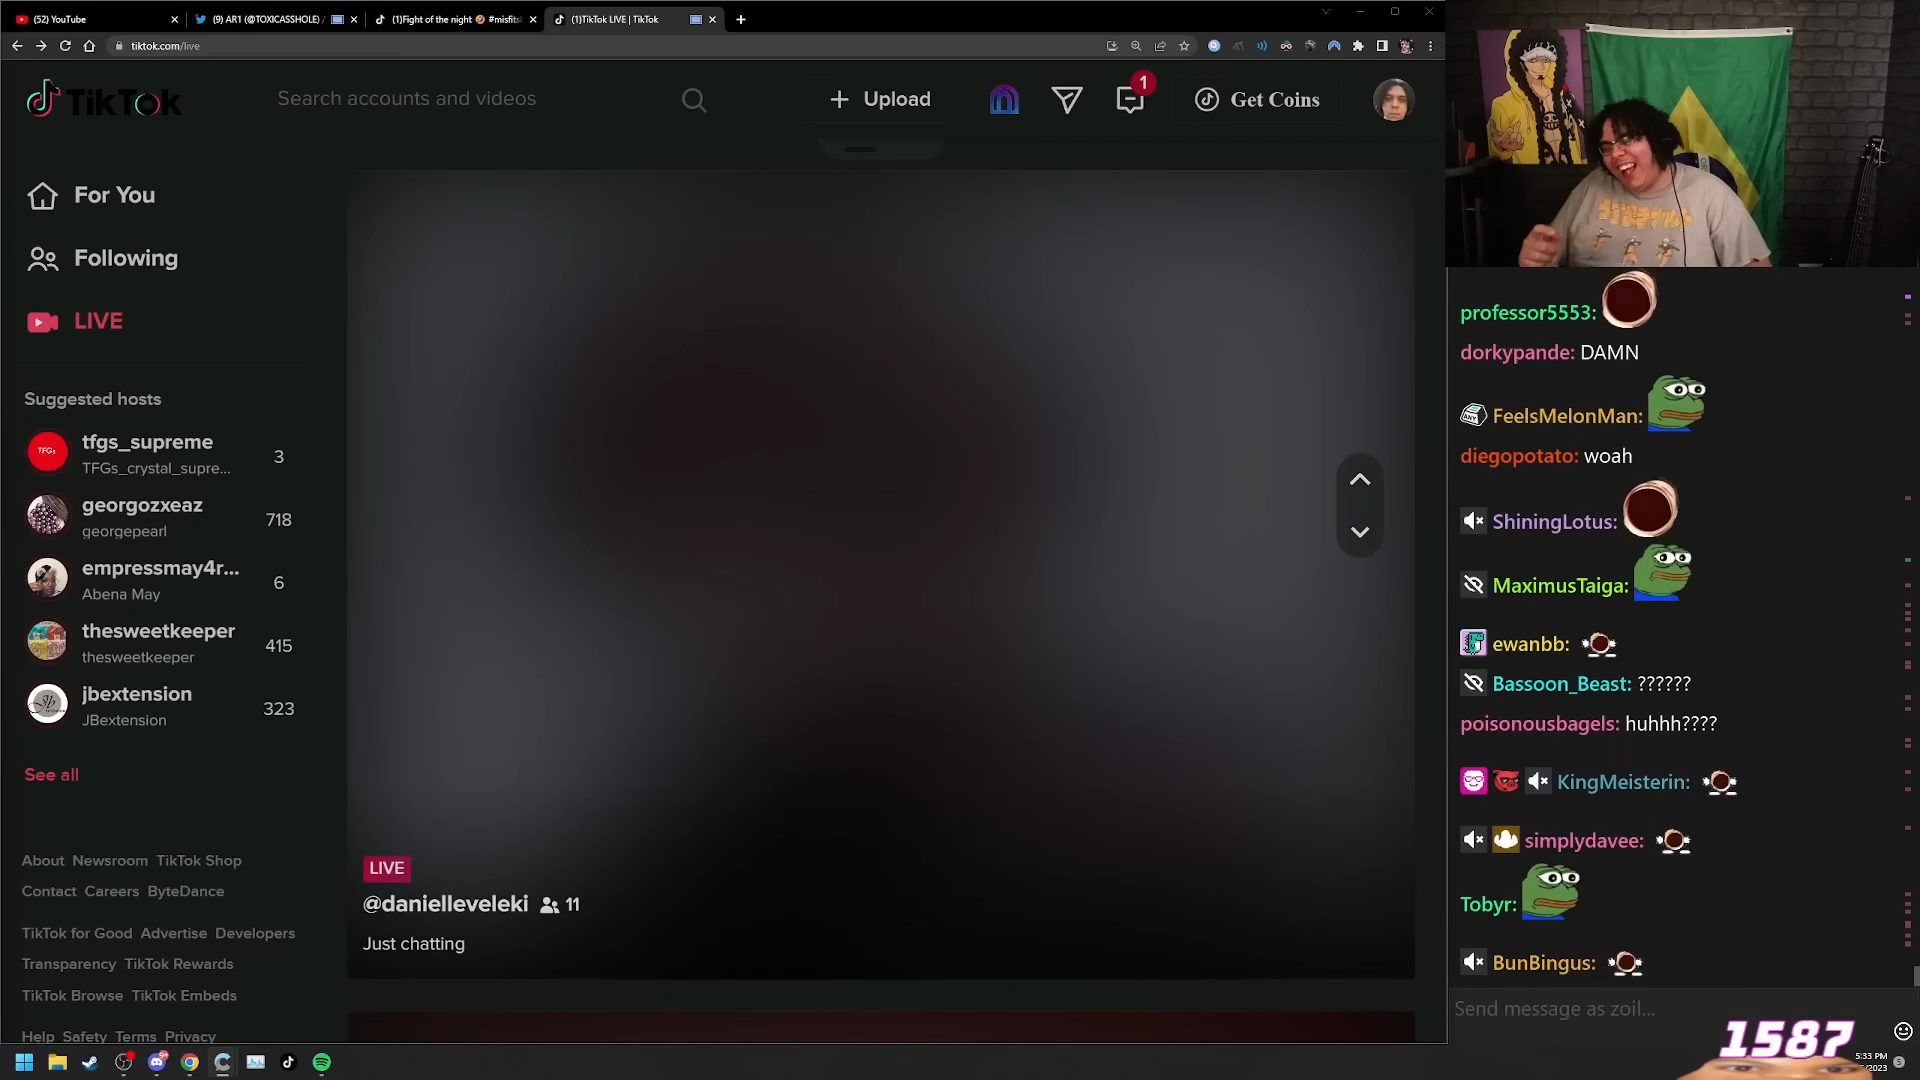 (52) YouTube
(9) AR1 (@TOXICASSHOLE) /
(1)Fight of the night
(1)TikTok LIVE | TikTok
tiktok.com/live
TikTok
Search accounts and videos
Upload
1
Get Coins
For You
Following
LIVE
Suggested hosts
TFGs
tfgs_supreme
TFGs_crystal_supre...
3
georgozxeaz
georgepearl
718
empressmay4r...
Abena May
6
thesweetkeeper
thesweetkeeper
415
jbextension
JBextension
323
See all
About Newsroom TikTok Shop
Contact Careers ByteDance
TikTok for Good Advertise Developers
Transparency TikTok Rewards
TikTok Browse TikTok Embeds
Help Safety Terms Privacy
LIVE
@danielleveleki 11
Just chatting
professor5553:
dorkypande: DAMN
FeelsMelonMan:
diegopotato: woah
ShiningLotus:
MaximusTaiga:
ewanbb:
Bassoon_Beast: ??????
poisonousbagels: huhhh????
KingMeisterin:
simplydavee:
Tobyr:
BunBingus:
Send message as zoil...
1587
5:33 PM